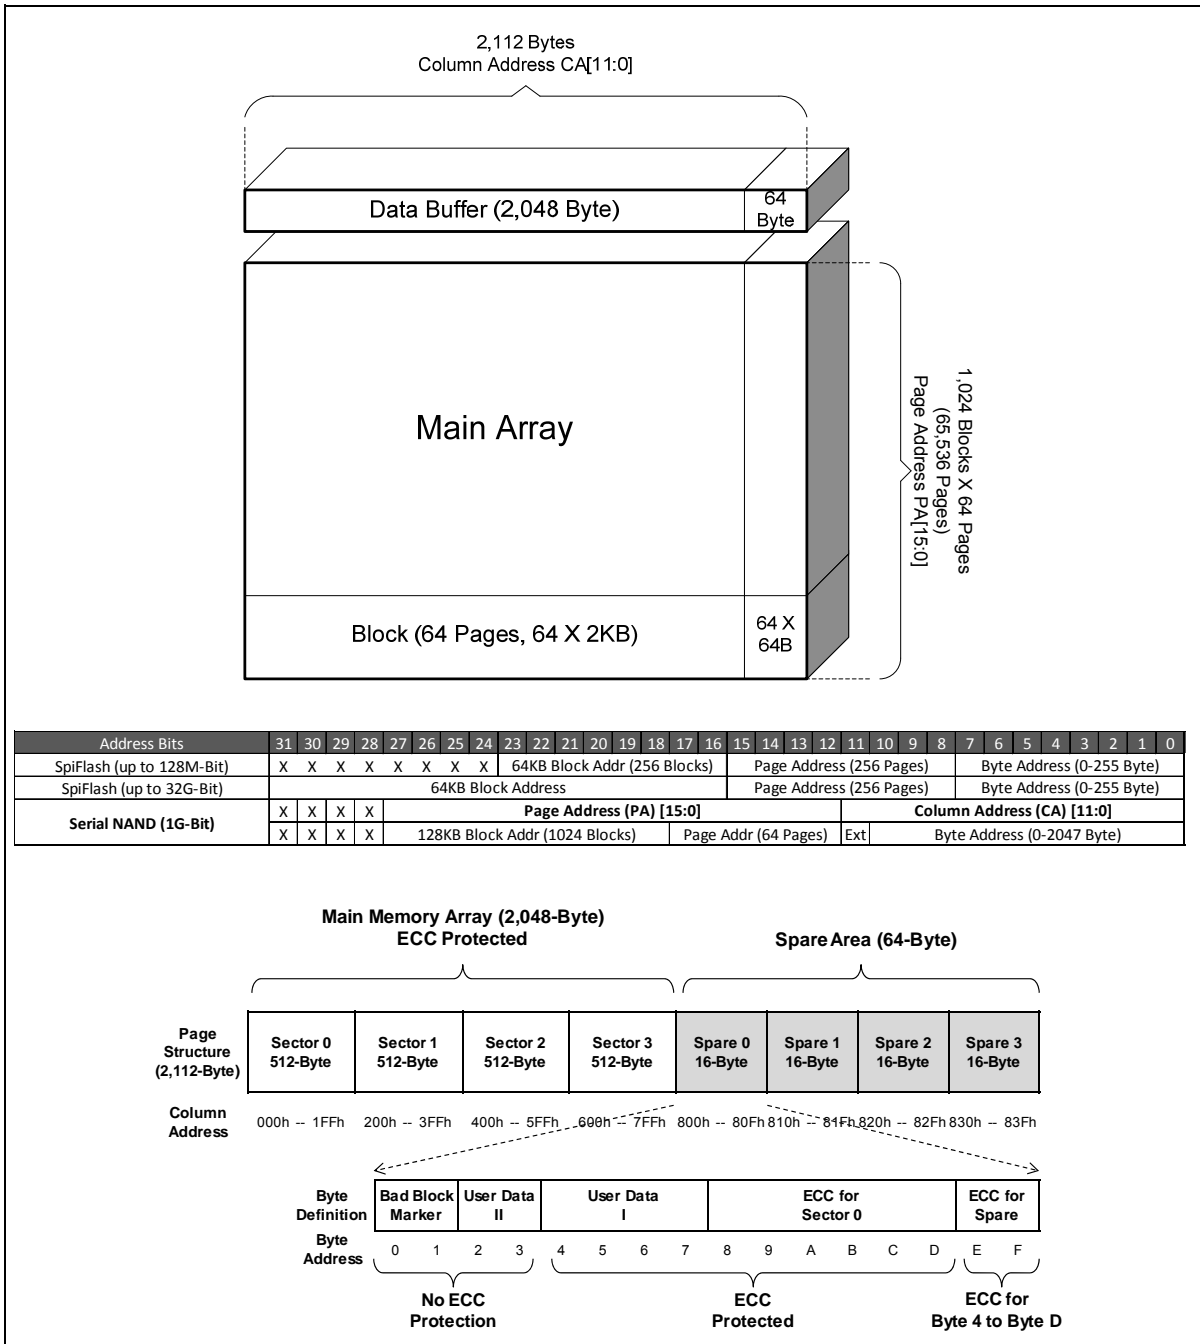 2,112 Bytes
Column Address CA[11:0]
Data Buffer (2,048 Byte)
64
Byte
Main Array
1,024 Blocks X 64 Pages
(65,536 Pages)
Page Address PA[15:0]
Block (64 Pages, 64 X 2KB)
64 X
64B
Address Bits 31 30 29 28 27 26 25 24 23 22 21 20 19 18 17 16 15 14 13 12 11 10 9 8 7 6 5 4 3 2 1 0
SpiFlash (up to 128M-Bit) X X X X X X X X 64KB Block Addr (256 Blocks) Page Address (256 Pages) Byte Address (0-255 Byte)
SpiFlash (up to 32G-Bit) 64KB Block Address Page Address (256 Pages) Byte Address (0-255 Byte)
Serial NAND (1G-Bit) X X X X Page Address (PA) [15:0] Column Address (CA) [11:0]
X X X X 128KB Block Addr (1024 Blocks) Page Addr (64 Pages) Ext Byte Address (0-2047 Byte)
Main Memory Array (2,048-Byte)
ECC Protected
Spare Area (64-Byte)
Page
Structure
(2,112-Byte)
Sector 0
512-Byte
Sector 1
512-Byte
Sector 2
512-Byte
Sector 3
512-Byte
Spare 0
16-Byte
Spare 1
16-Byte
Spare 2
16-Byte
Spare 3
16-Byte
Column
Address
000h -- 1FFh 200h -- 3FFh 400h -- 5FFh 600h -- 7FFh 800h -- 80Fh 810h -- 81Fh 820h -- 82Fh 830h -- 83Fh
Byte
Definition
Bad Block
Marker
User Data
II
User Data
I
ECC for
Sector 0
ECC for
Spare
Byte
Address
0 1 2 3 4 5 6 7 8 9 A B C D E F
No ECC
Protection
ECC
Protected
ECC for
Byte 4 to Byte D